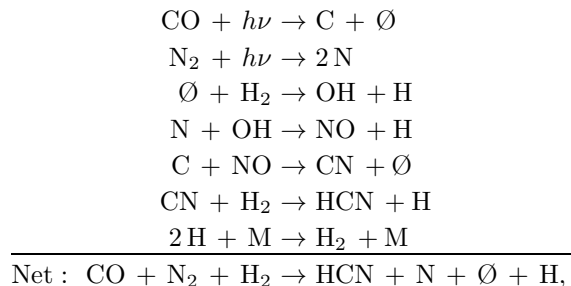 CO + hν → C + Ø
N₂ + hν → 2 N
Ø + H₂ → OH + H
N + OH → NO + H
C + NO → CN + Ø
CN + H₂ → HCN + H
2 H + M → H₂ + M
Net : CO + N₂ + H₂ → HCN + N + Ø + H,